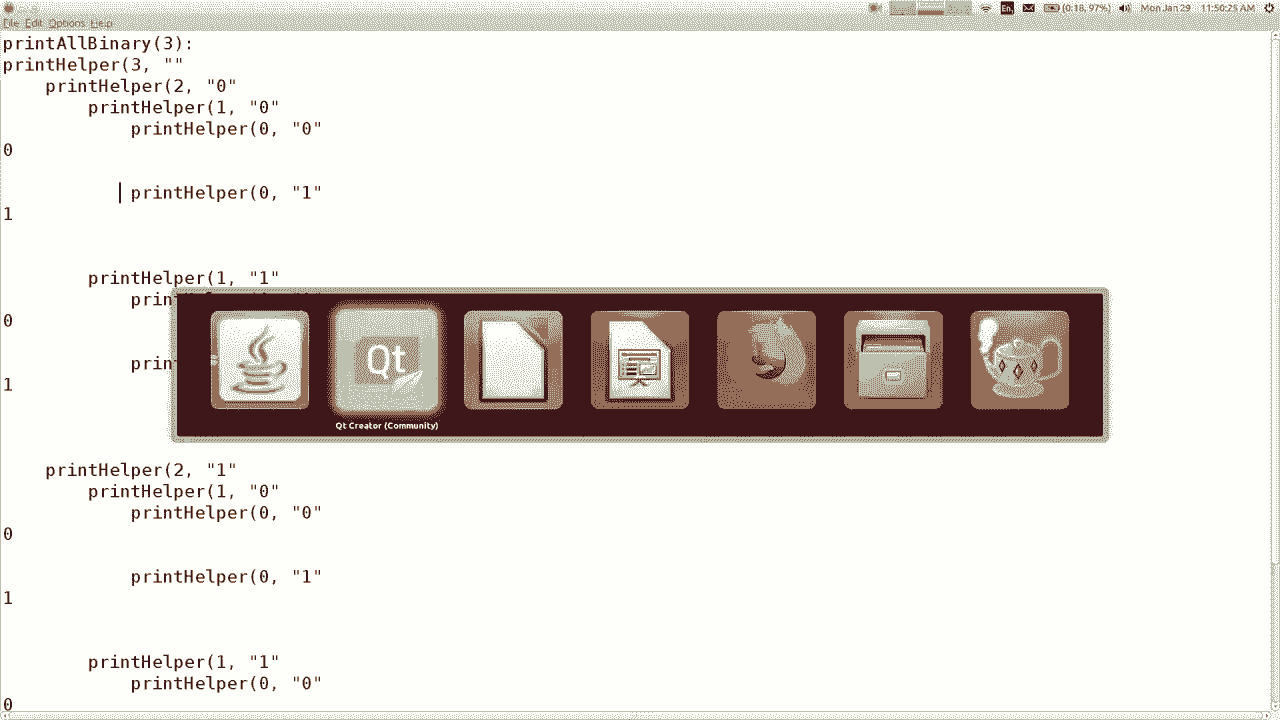 File Edit Options Help
En
(0:18, 97%)
Mon Jan 29
11:50:25 AM
printAllBinary(3):
printHelper(3, ""
printHelper(2, "0"
printHelper(1, "0"
printHelper(0, "0"
0
printHelper(0, "1"
1
printHelper(1, "1"
prin
0
prin
1
Qt
Qt Creator (Community)
printHelper(2, "1"
printHelper(1, "0"
printHelper(0, "0"
0
printHelper(0, "1"
1
printHelper(1, "1"
printHelper(0, "0"
0